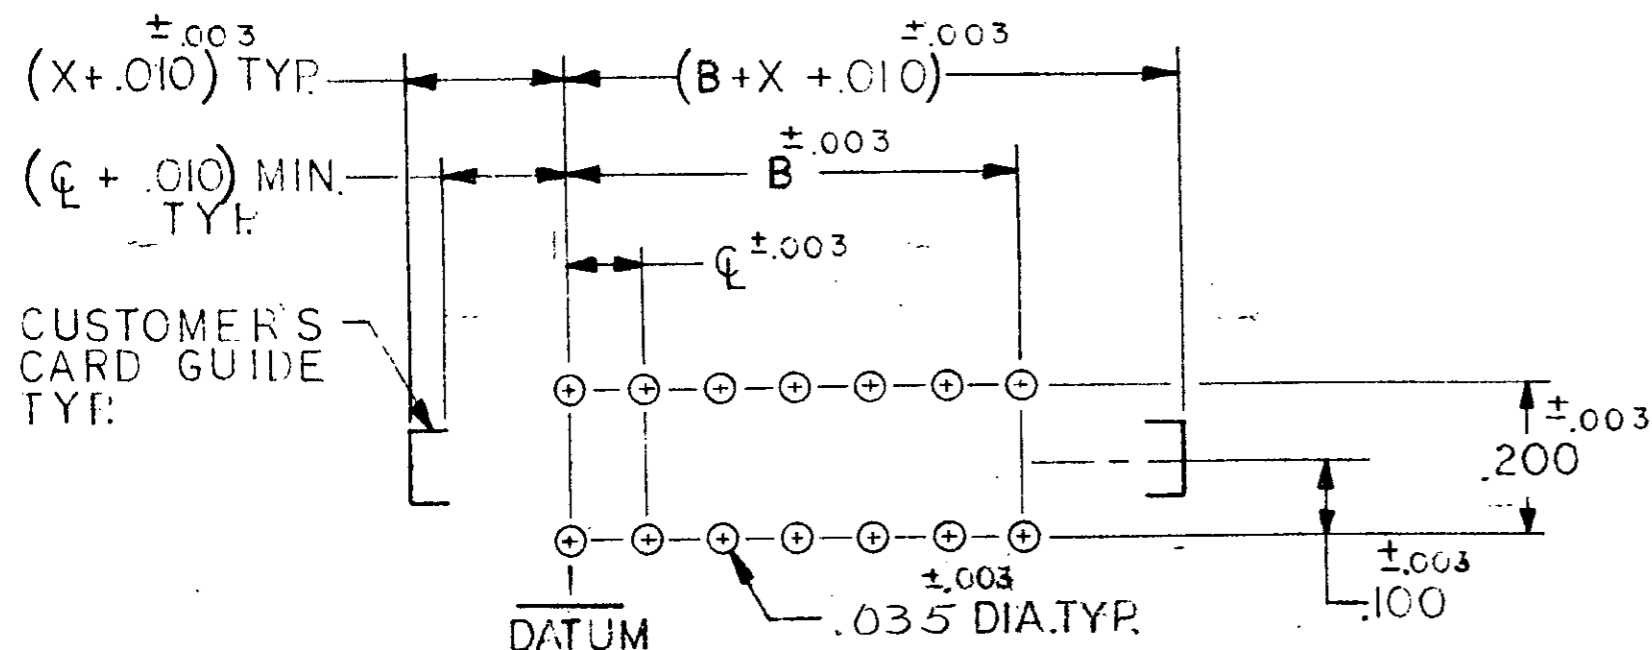 ±.003
(X+.010) TYP.
±.003
(B+X+.010)
(℄ + .010) MIN.
TYP.
±.003
B
℄ ±.003
CUSTOMER'S
CARD GUIDE
TYP.
±.003
.200
±.003
.100
±.003
.035 DIA.TYP.
DATUM